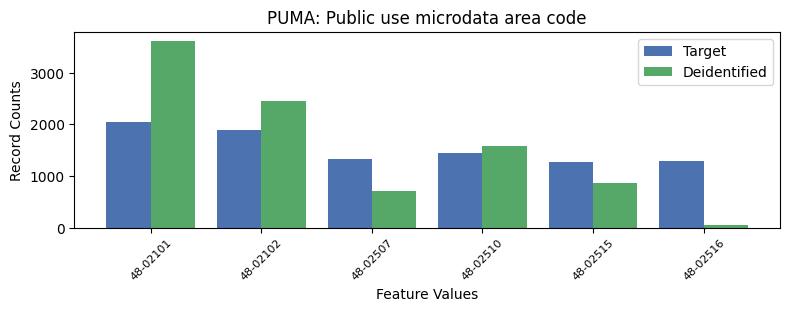 PUMA: Public use microdata area code
Target
Deidentified
Record Counts
3000
2000
1000
0
48-02101
48-02102
48-02507
48-02510
48-02515
48-02516
Feature Values